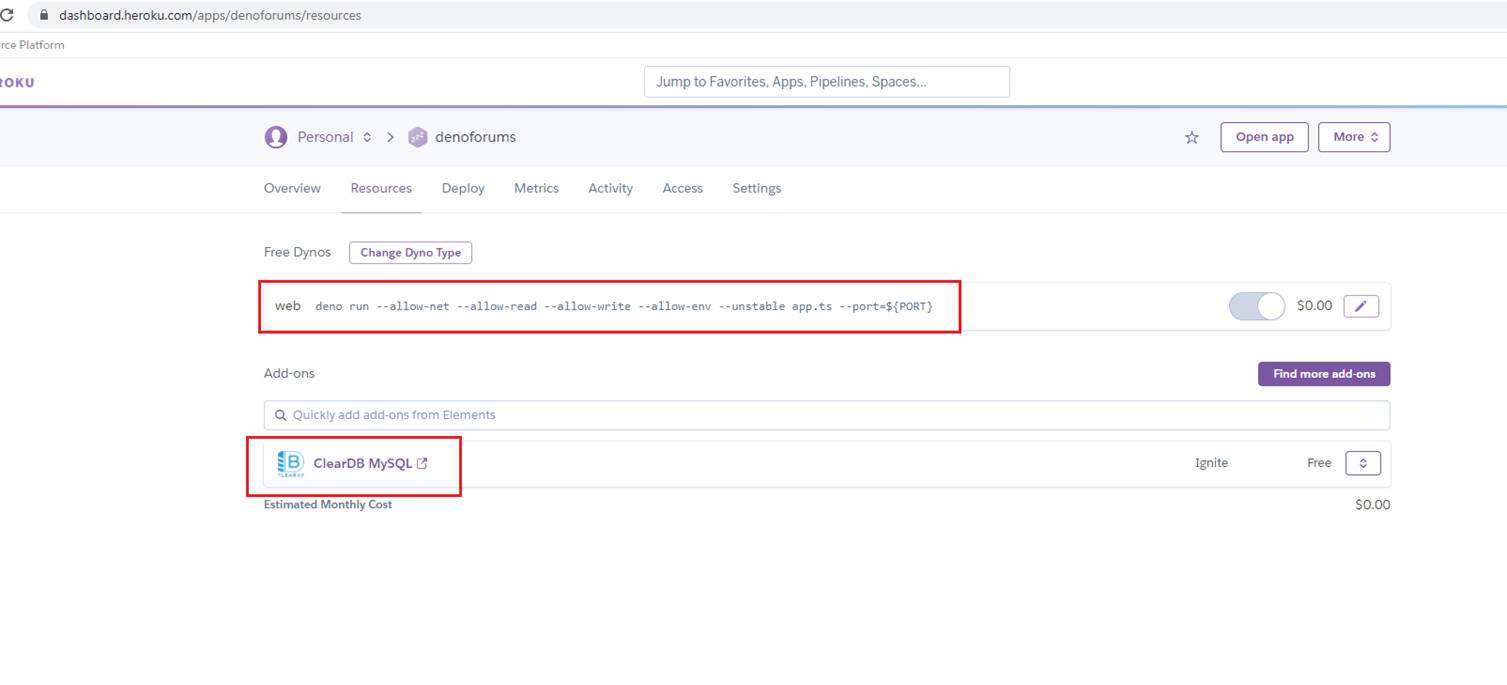 dashboard.heroku.com/apps/denoforums/resources
rce Platform
ROKU
Jump to Favorites, Apps, Pipelines, Spaces...
Personal > denoforums
Open app
More
Overview Resources Deploy Metrics Activity Access Settings
Free Dynos Change Dyno Type
web deno run --allow-net --allow-read --allow-write --allow-env --unstable app.ts --port=${PORT} $0.00
Add-ons Find more add-ons
Quickly add add-ons from Elements
ClearDB MySQL Ignite Free
Estimated Monthly Cost $0.00